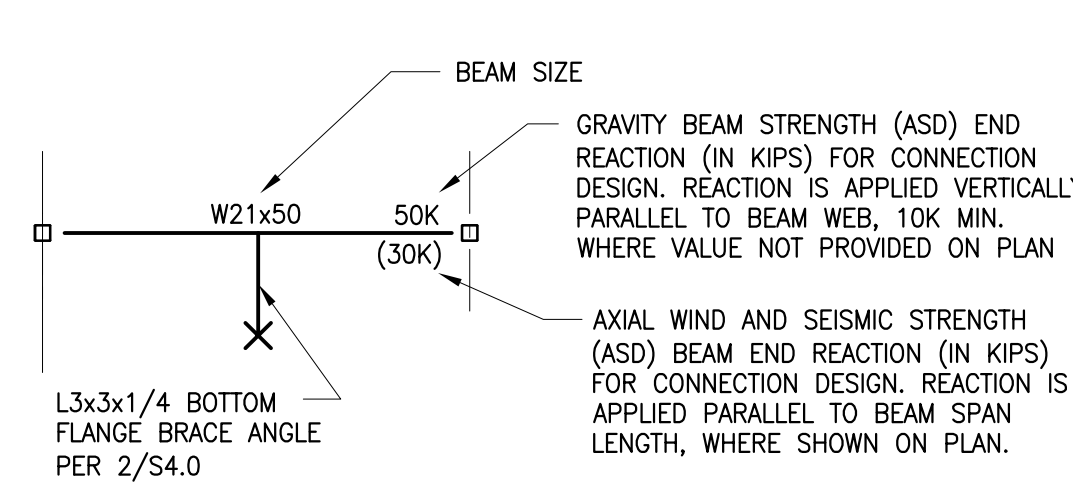 BEAM SIZE
GRAVITY BEAM STRENGTH (ASD) END
REACTION (IN KIPS) FOR CONNECTION
DESIGN. REACTION IS APPLIED VERTICALLY
PARALLEL TO BEAM WEB, 10K MIN.
WHERE VALUE NOT PROVIDED ON PLAN
W21x50 50K
(30K)
AXIAL WIND AND SEISMIC STRENGTH
(ASD) BEAM END REACTION (IN KIPS)
FOR CONNECTION DESIGN. REACTION IS
APPLIED PARALLEL TO BEAM SPAN
LENGTH, WHERE SHOWN ON PLAN.
L3x3x1/4 BOTTOM
FLANGE BRACE ANGLE
PER 2/S4.0